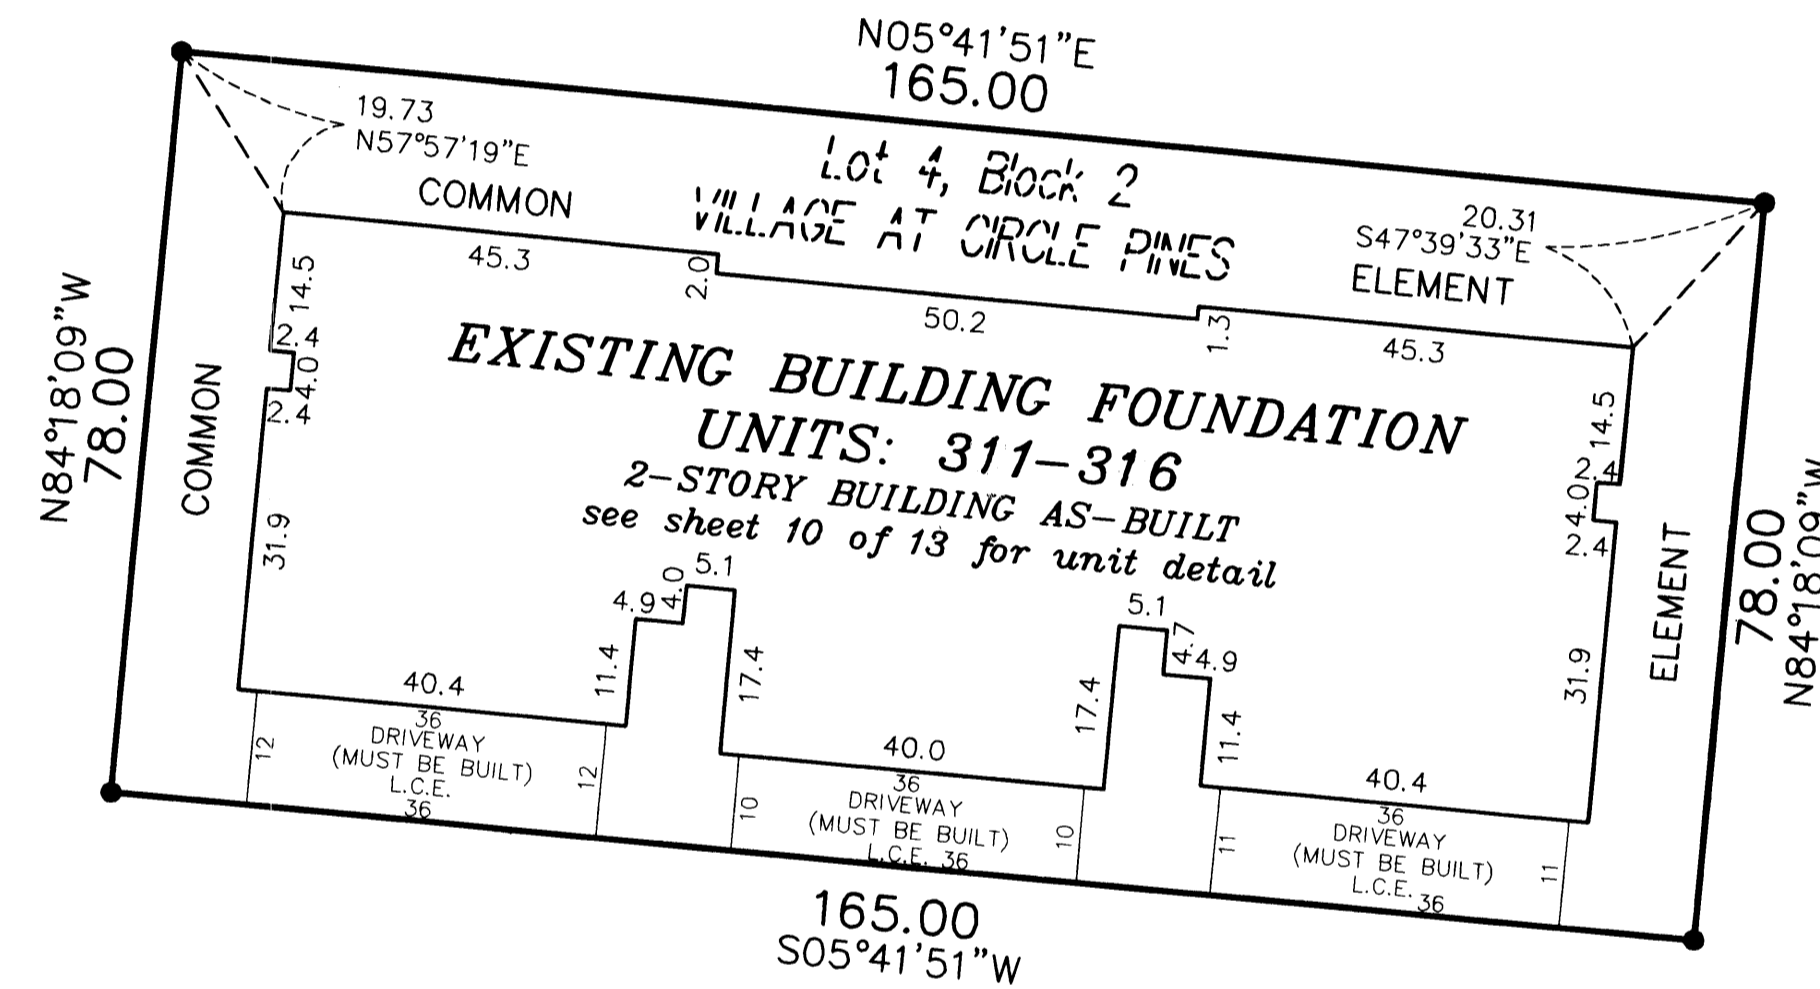 N05°41'51"E
165.00
19.73
N57°57'19"E
COMMON
Lot 4, Block 2
VILLAGE AT CIRCLE PINES
20.31
S47°39'33"E
ELEMENT
45.3
2.0
50.2
1.3
45.3
14.5
2.4
4.0
2.4
31.9
N84°18'09"W
78.00
COMMON
EXISTING BUILDING FOUNDATION
UNITS: 311-316
2-STORY BUILDING AS-BUILT
see sheet 10 of 13 for unit detail
14.5
2.4
4.0
2.4
31.9
ELEMENT
78.00
N84°18'09"W
40.4
11.4
4.9
4.0
5.1
17.4
40.0
17.4
5.1
4.7
4.9
11.4
40.4
36
DRIVEWAY
(MUST BE BUILT)
L.C.E.
36
12
12
36
DRIVEWAY
(MUST BE BUILT)
L.C.E. 36
10
10
36
DRIVEWAY
(MUST BE BUILT)
L.C.E. 36
11
11
165.00
S05°41'51"W